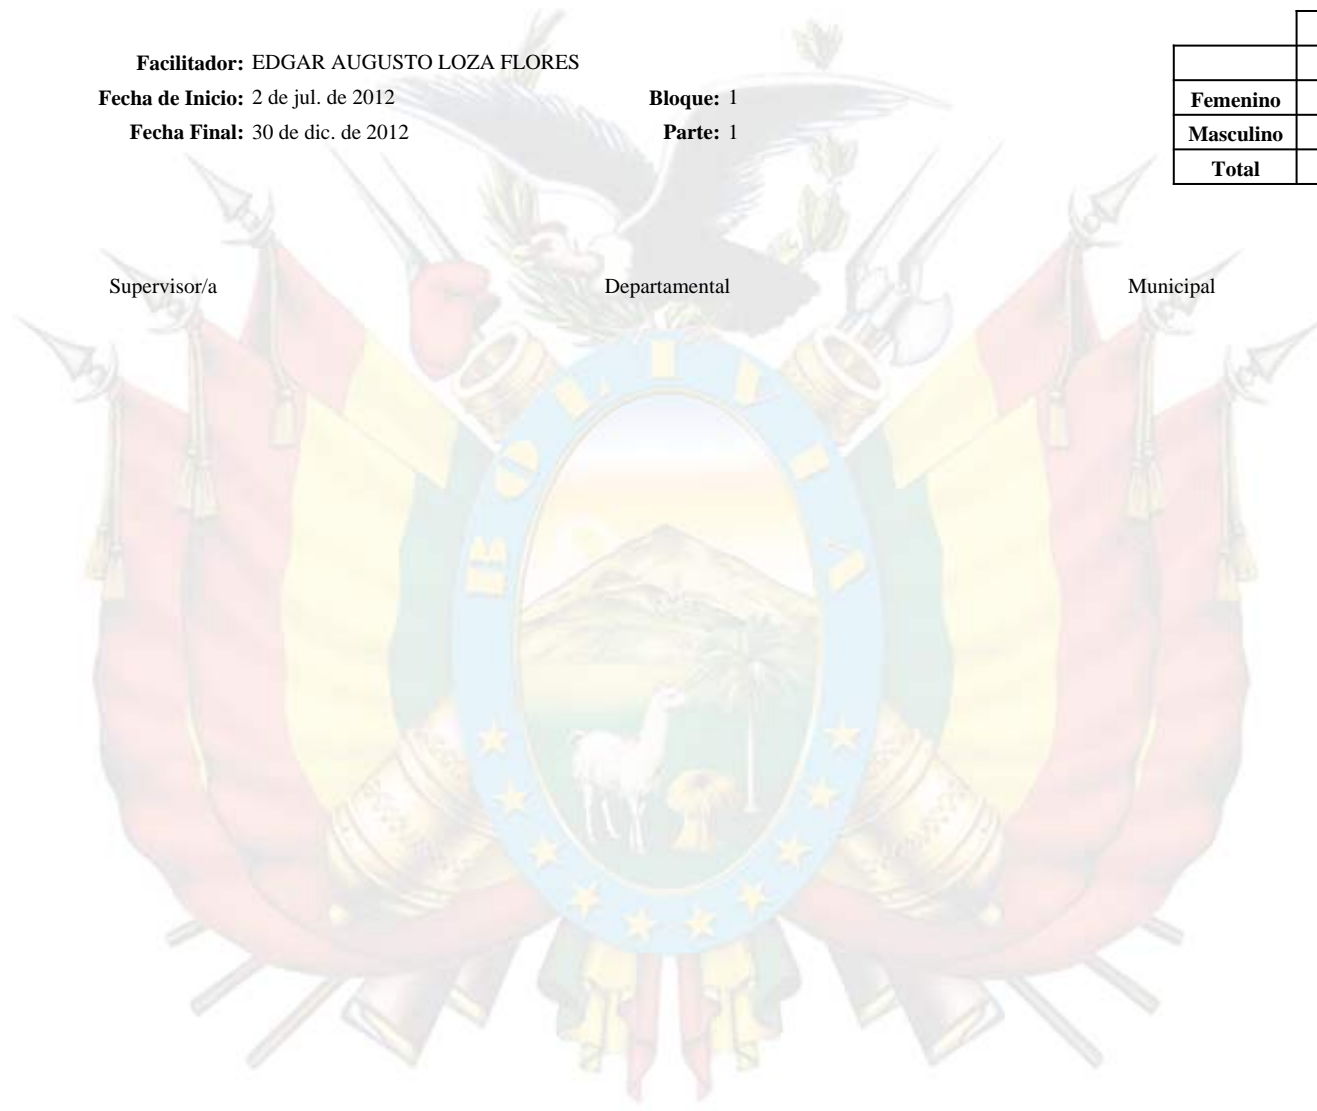 Facilitador: EDGAR AUGUSTO LOZA FLORES
Fecha de Inicio: 2 de jul. de 2012 Bloque: 1
Fecha Final: 30 de dic. de 2012 Parte: 1
Femenino
Masculino
Total
Supervisor/a Departamental Municipal
BOLIVIA